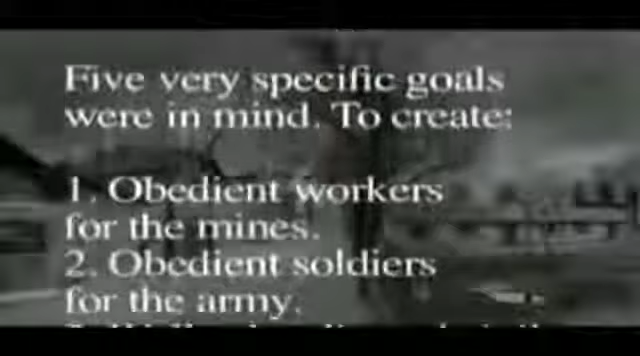 Five very specific goals
were in mind. To create:
1. Obedient workers
for the mines.
2. Obedient soldiers
for the army.